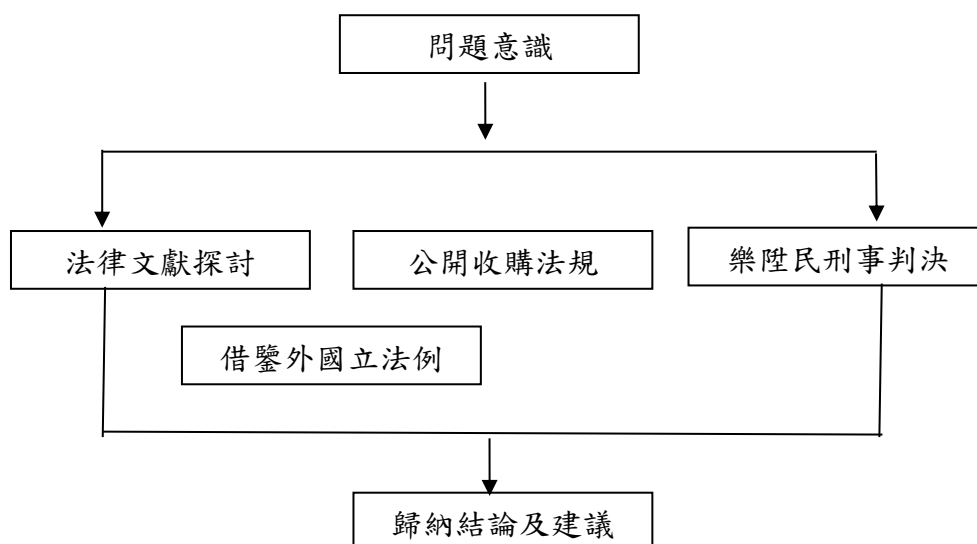 問題意識
法律文獻探討
公開收購法規
樂陞民刑事判決
借鑒外國立法例
歸納結論及建議